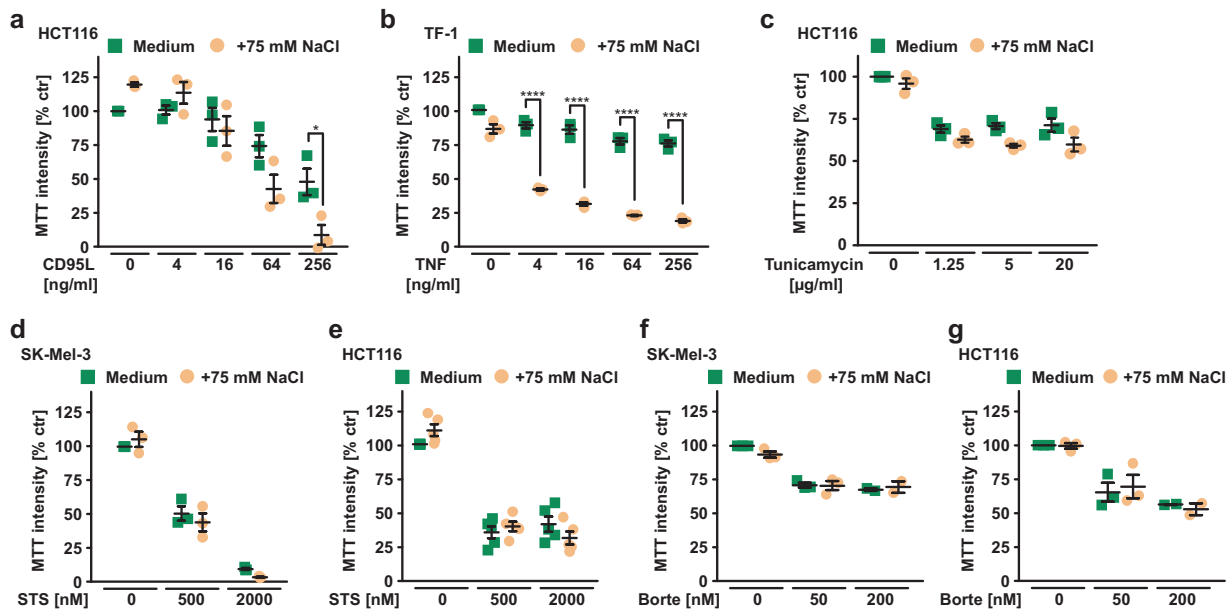 a
HCT116
Medium +75 mM NaCl
MTT intensity [% ctr]
125
100
75
50
25
0
*
CD95L
[ng/ml]
0 4 16 64 256
b
TF-1
Medium +75 mM NaCl
MTT intensity [% ctr]
125
100
75
50
25
0
**** **** **** ****
TNF
[ng/ml]
0 4 16 64 256
c
HCT116
Medium +75 mM NaCl
MTT intensity [% ctr]
100
75
50
25
0
Tunicamycin
[µg/ml]
0 1.25 5 20
d
SK-Mel-3
Medium +75 mM NaCl
MTT intensity [% ctr]
125
100
75
50
25
0
STS [nM] 0 500 2000
e
HCT116
Medium +75 mM NaCl
MTT intensity [% ctr]
125
100
75
50
25
0
STS [nM] 0 500 2000
f
SK-Mel-3
Medium +75 mM NaCl
MTT intensity [% ctr]
125
100
75
50
25
0
Borte [nM] 0 50 200
g
HCT116
Medium +75 mM NaCl
MTT intensity [% ctr]
125
100
75
50
25
0
Borte [nM] 0 50 200